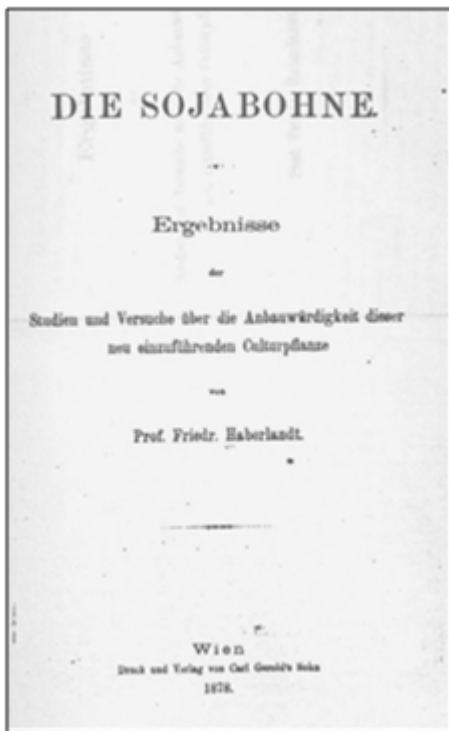 DIE SOJABOHNE.
Ergebnisse
der
Studien und Versuche über die Anbauwürdigkeit dieser
neu einzuführenden Culturpflanze
von
Prof. Friedr. Haberlandt.
Wien
Druck und Verlag von Carl Gerold's Sohn
1878.